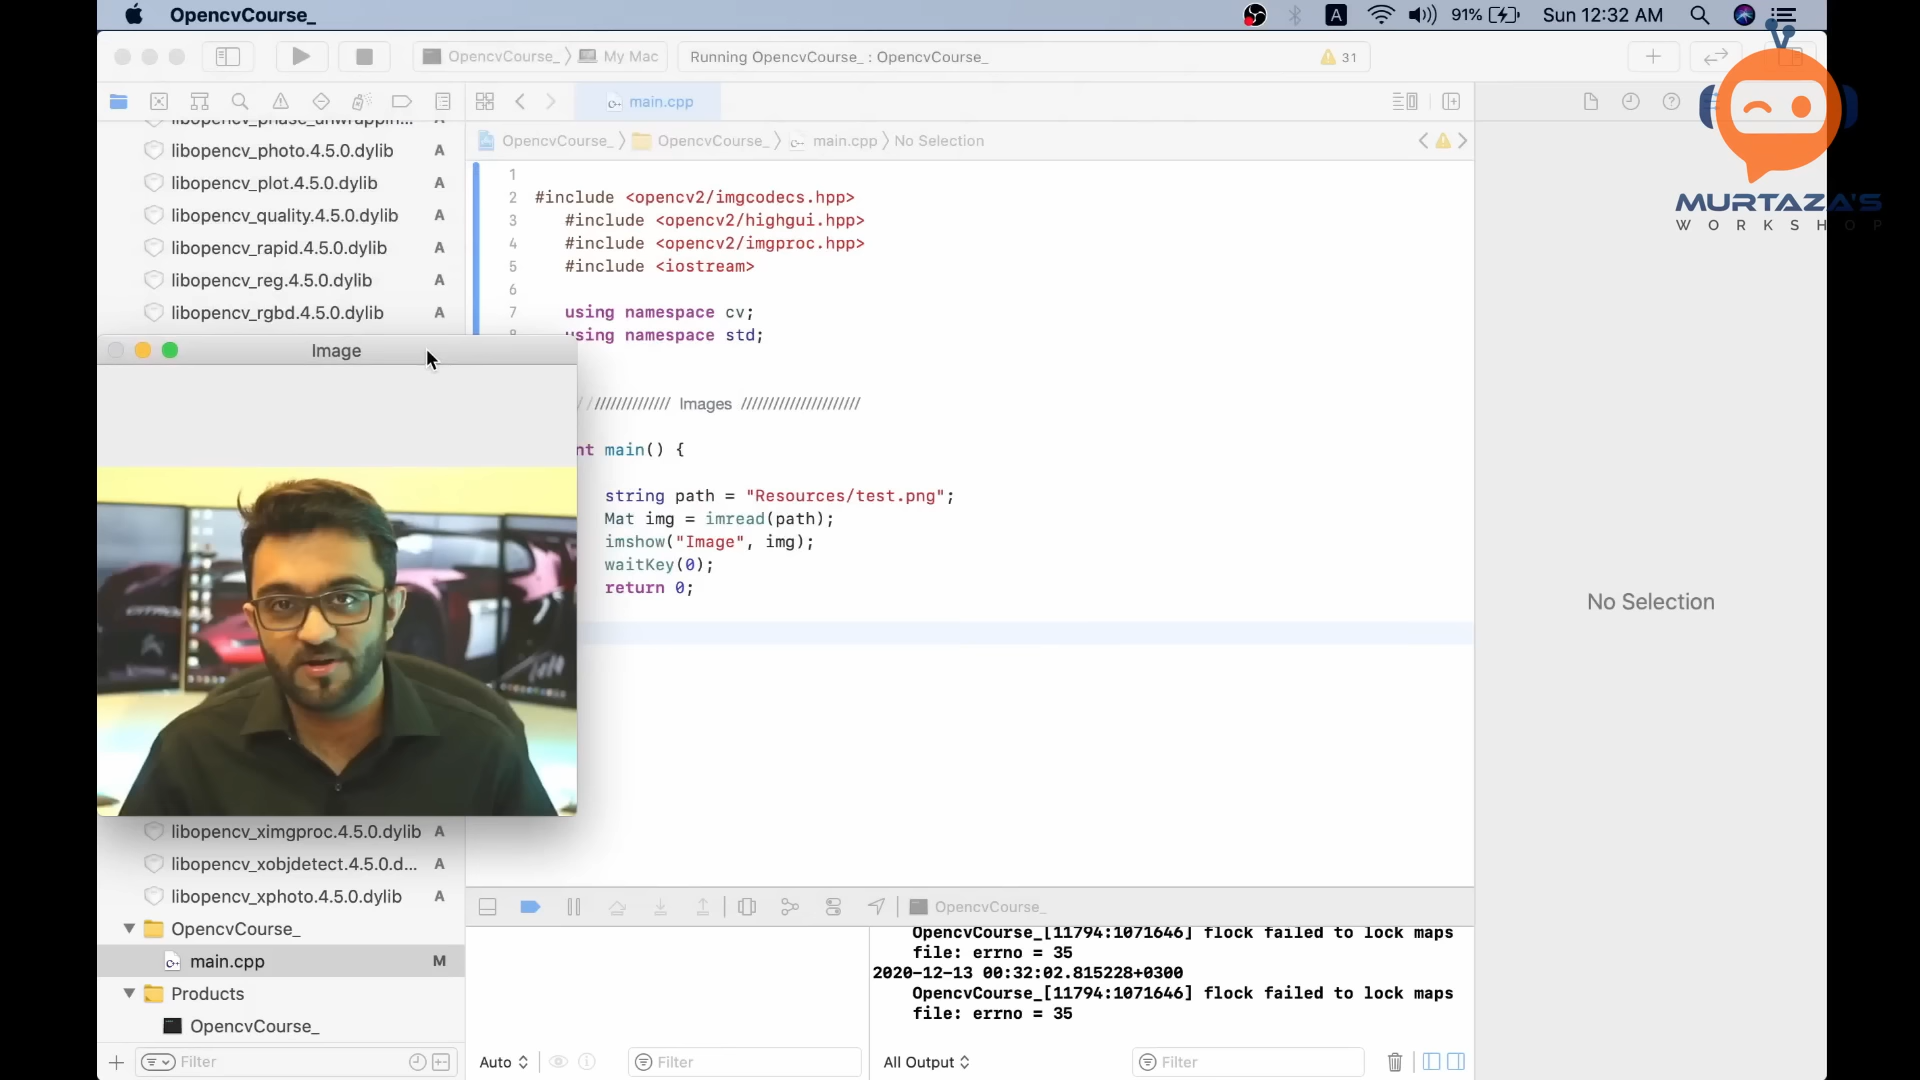 OpencvCourse_
A
91%
Sun 12:32 AM
OpencvCourse_
My Mac
Running OpencvCourse_ : OpencvCourse_
31
main.cpp
OpencvCourse_
OpencvCourse_
main.cpp
No Selection
MURTAZA'S
WORKSHOP
libopencv_phase_unwrappin...
libopencv_photo.4.5.0.dylib A
libopencv_plot.4.5.0.dylib A
libopencv_quality.4.5.0.dylib A
libopencv_rapid.4.5.0.dylib A
libopencv_reg.4.5.0.dylib A
libopencv_rgbd.4.5.0.dylib A
Image
libopencv_ximgproc.4.5.0.dylib A
libopencv_xobjdetect.4.5.0.d... A
libopencv_xphoto.4.5.0.dylib A
OpencvCourse_
main.cpp M
Products
OpencvCourse_
Filter
1
2 #include <opencv2/imgcodecs.hpp>
3 #include <opencv2/highgui.hpp>
4 #include <opencv2/imgproc.hpp>
5 #include <iostream>
6
7 using namespace cv;
8 using namespace std;
/////////////// Images //////////////////////
nt main() {
string path = "Resources/test.png";
Mat img = imread(path);
imshow("Image", img);
waitKey(0);
return 0;
No Selection
OpencvCourse_
OpencvCourse_[11794:1071646] flock failed to lock maps
file: errno = 35
2020-12-13 00:32:02.815228+0300
OpencvCourse_[11794:1071646] flock failed to lock maps
file: errno = 35
Auto
Filter
All Output
Filter